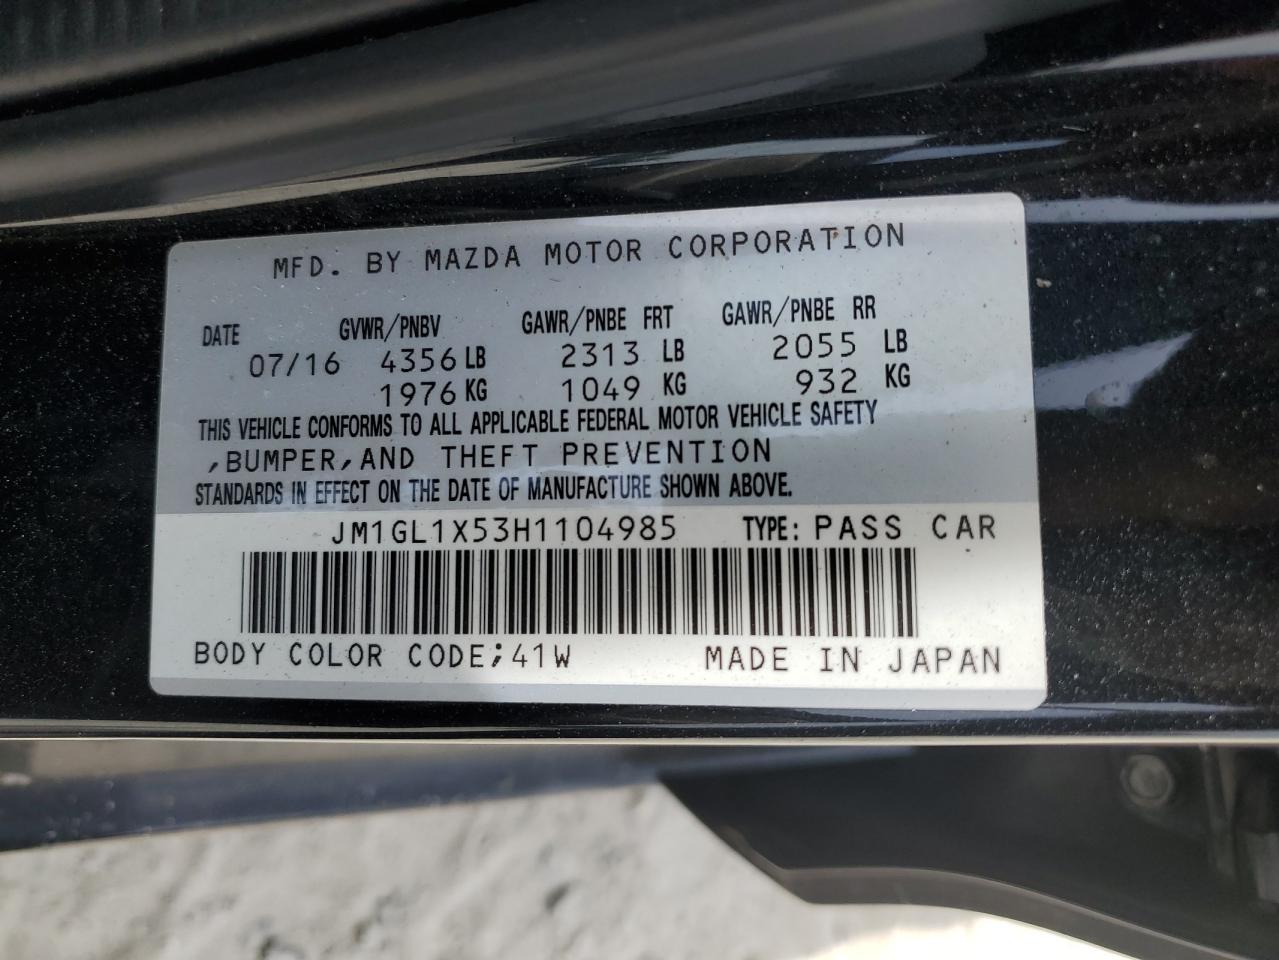 MFD. BY MAZDA MOTOR CORPORATION
DATE GVWR/PNBV GAWR/PNBE FRT GAWR/PNBE RR
07/16 4356 LB 2313 LB 2055 LB
1976 KG 1049 KG 932 KG
THIS VEHICLE CONFORMS TO ALL APPLICABLE FEDERAL MOTOR VEHICLE SAFETY
,BUMPER,AND THEFT PREVENTION
STANDARDS IN EFFECT ON THE DATE OF MANUFACTURE SHOWN ABOVE.
JM1GL1X53H1104985 TYPE: PASS CAR
BODY COLOR CODE;41W MADE IN JAPAN